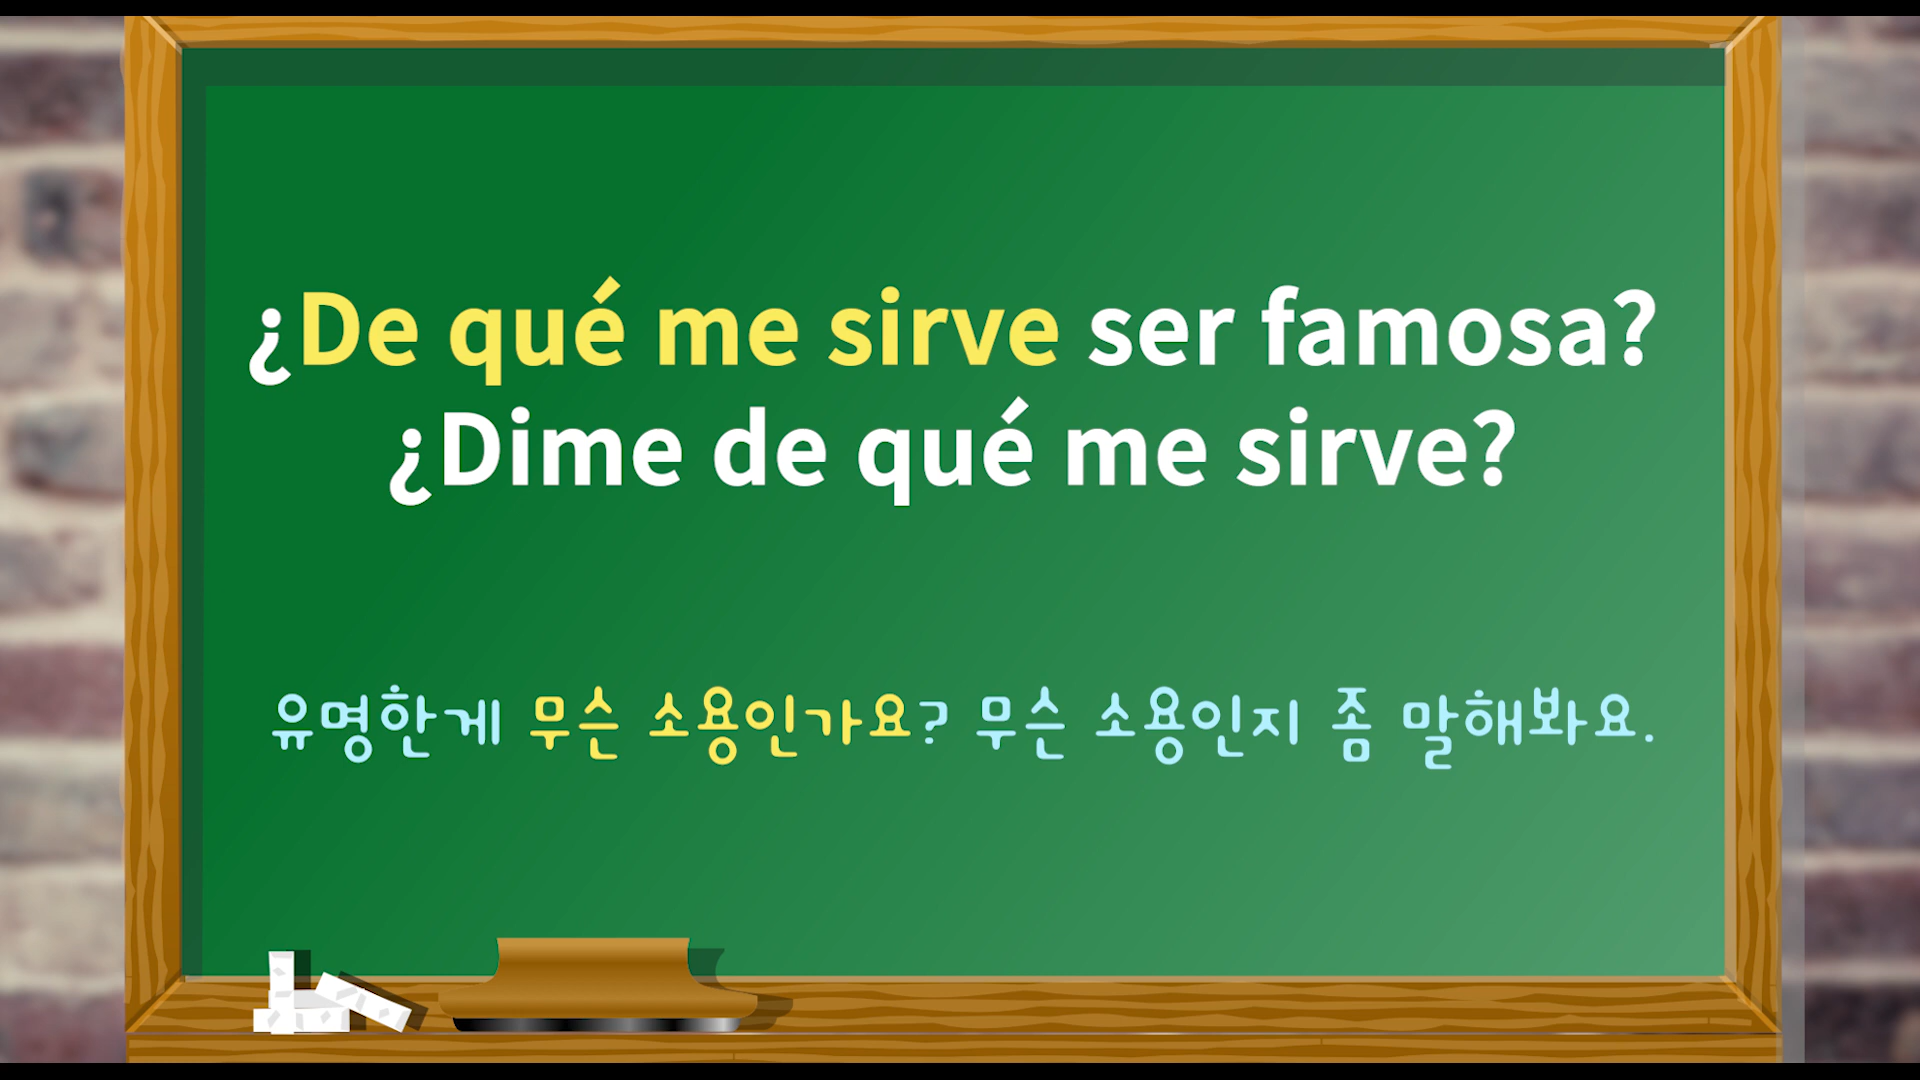 ¿De qué me sirve ser famosa?
¿Dime de qué me sirve?
유명한게 무슨 소용인가요? 무슨 소용인지 좀 말해봐요.